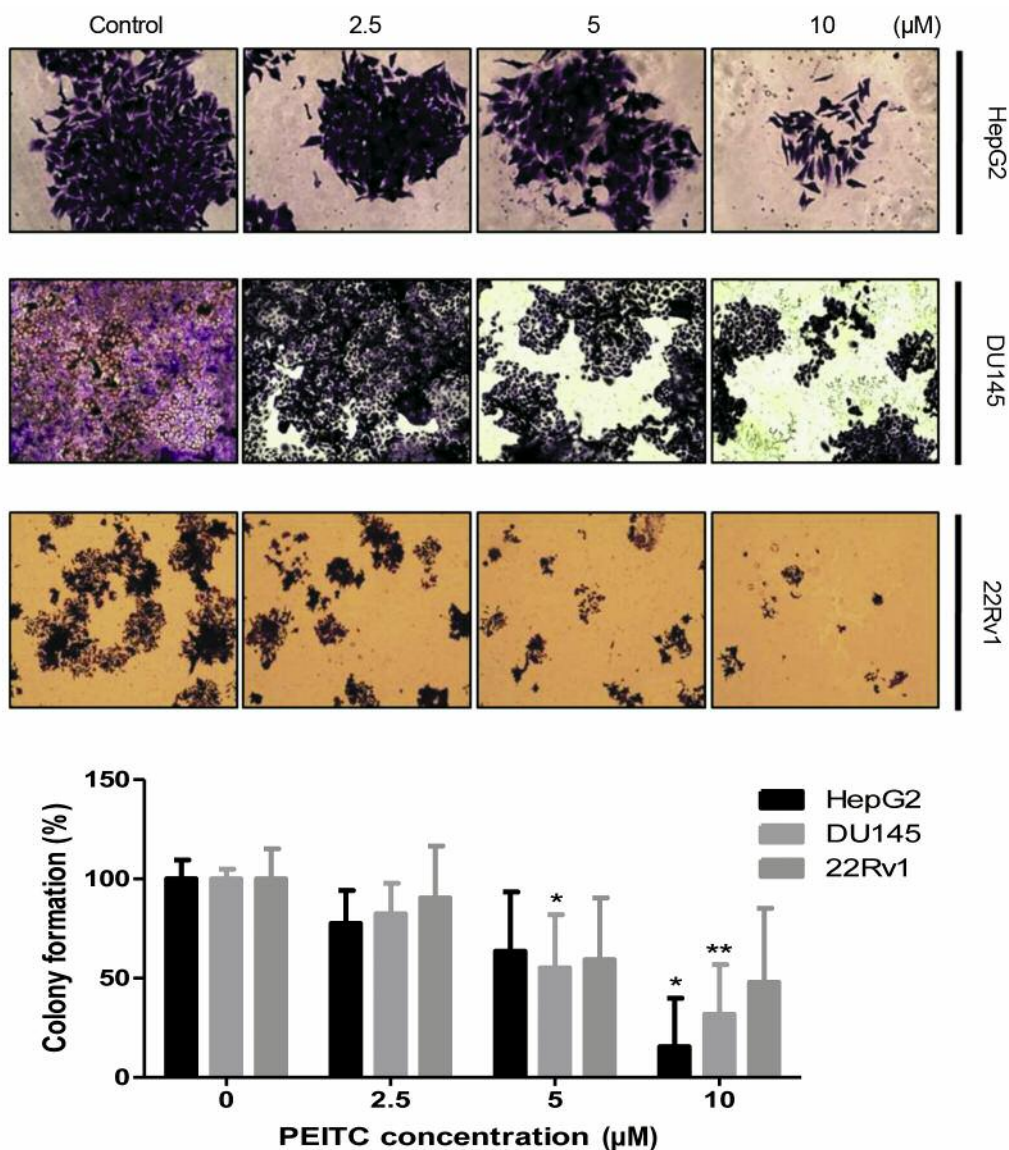 Control 2.5 5 10 (µM)
HepG2
DU145
22Rv1
150
100
50
0
Colony formation (%)
HepG2
DU145
22Rv1
*
*
**
0 2.5 5 10
PEITC concentration (µM)